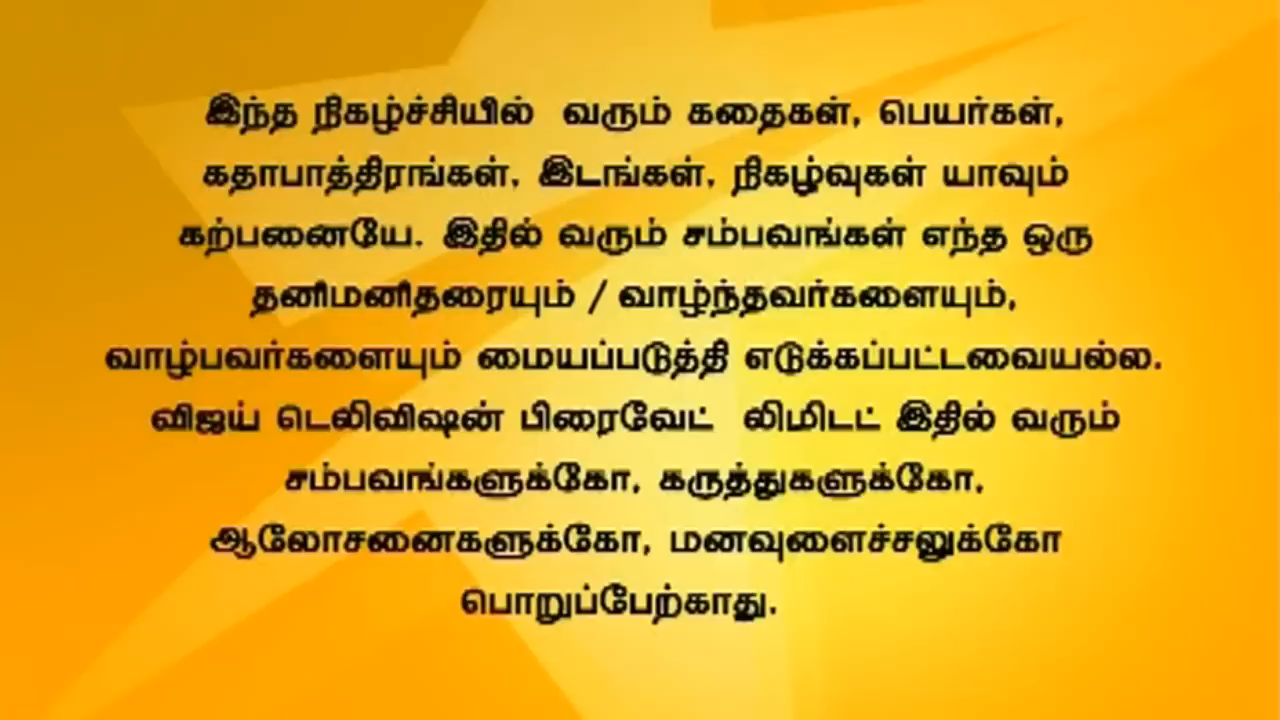 இந்த நிகழ்ச்சியில் வரும் கதைகள், பெயர்கள்,
கதாபாத்திரங்கள், இடங்கள், நிகழ்வுகள் யாவும்
கற்பனையே. இதில் வரும் சம்பவங்கள் எந்த ஒரு
தனிமனிதரையும் / வாழ்ந்தவர்களையும்,
வாழ்பவர்களையும் மையப்படுத்தி எடுக்கப்பட்டவையல்ல.
விஜய் டெலிவிஷன் பிரைவேட் லிமிடட் இதில் வரும்
சம்பவங்களுக்கோ, கருத்துகளுக்கோ,
ஆலோசனைகளுக்கோ, மனவுளைச்சலுக்கோ
பொறுப்பேற்காது.